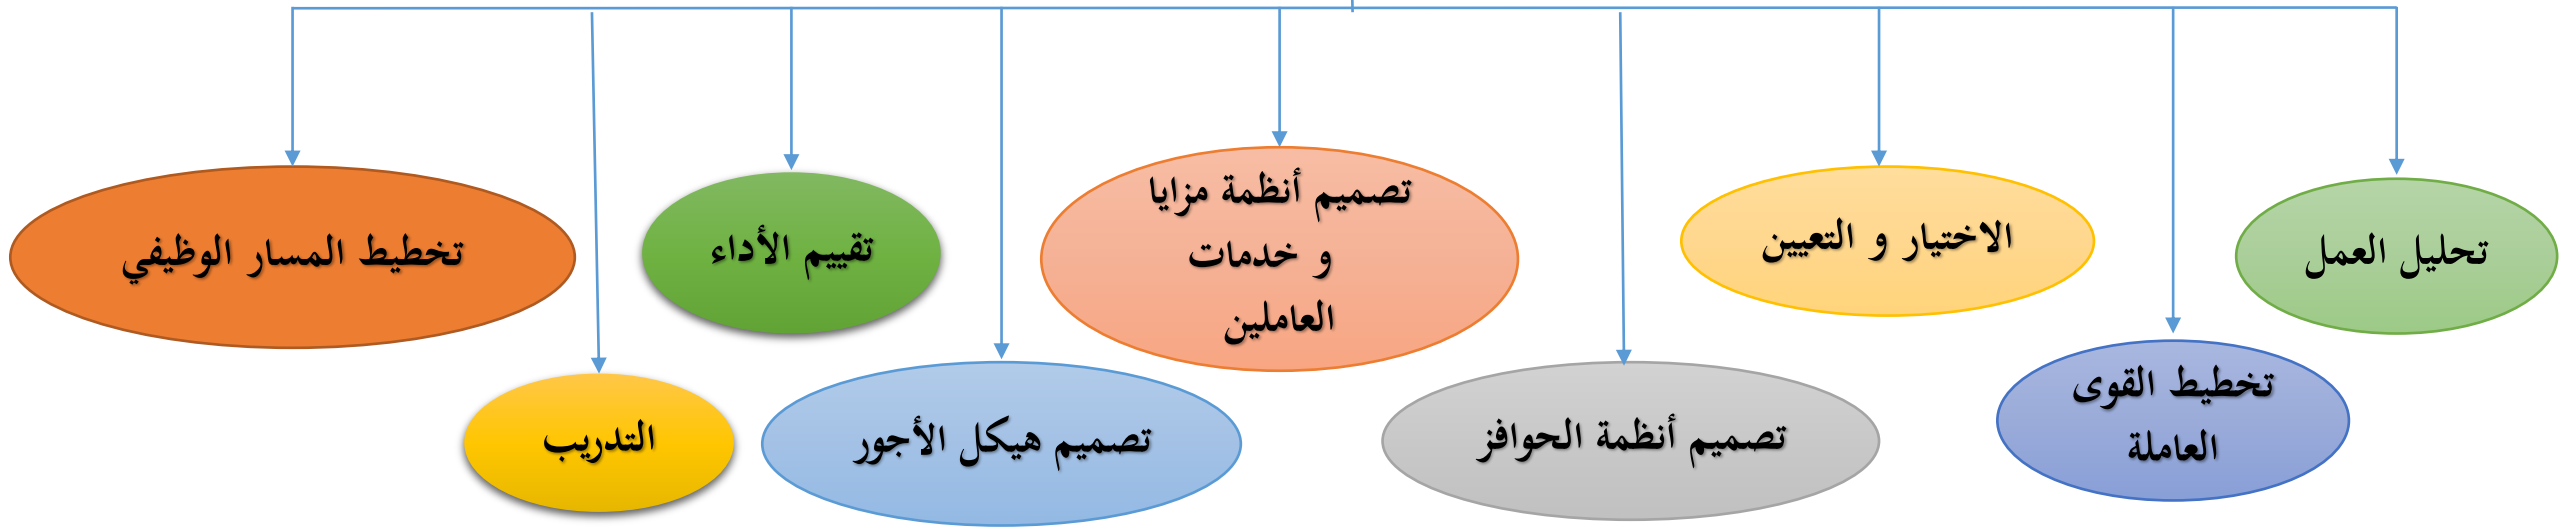 تحليل العمل
تخطيط القوى
العاملة
الاختيار و التعيين
تصميم أنظمة الحوافز
تصميم أنظمة مزايا
و خدمات
العاملين
تصميم هيكل الأجور
تقييم الأداء
التدريب
تخطيط المسار الوظيفي